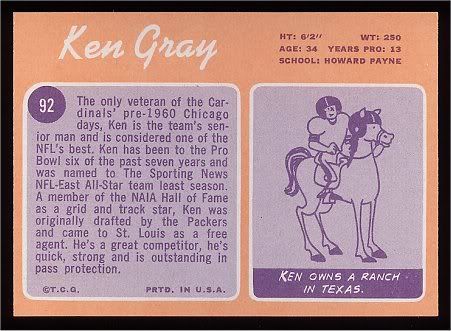 Ken Gray
HT: 6'2" WT: 250
AGE: 34 YEARS PRO: 13
SCHOOL: HOWARD PAYNE
92
The only veteran of the Car-
dinals' pre-1960 Chicago
days, Ken is the team's sen-
ior man and is considered one of the
NFL's best. Ken has been to the Pro
Bowl six of the past seven years and
was named to The Sporting News
NFL-East All-Star team least season.
A member of the NAIA Hall of Fame
as a grid and track star, Ken was
originally drafted by the Packers
and came to St. Louis as a free
agent. He's a great competitor, he's
quick, strong and is outstanding in
pass protection.
©T.C.G. PRTD. IN U.S.A.
KEN OWNS A RANCH
IN TEXAS.